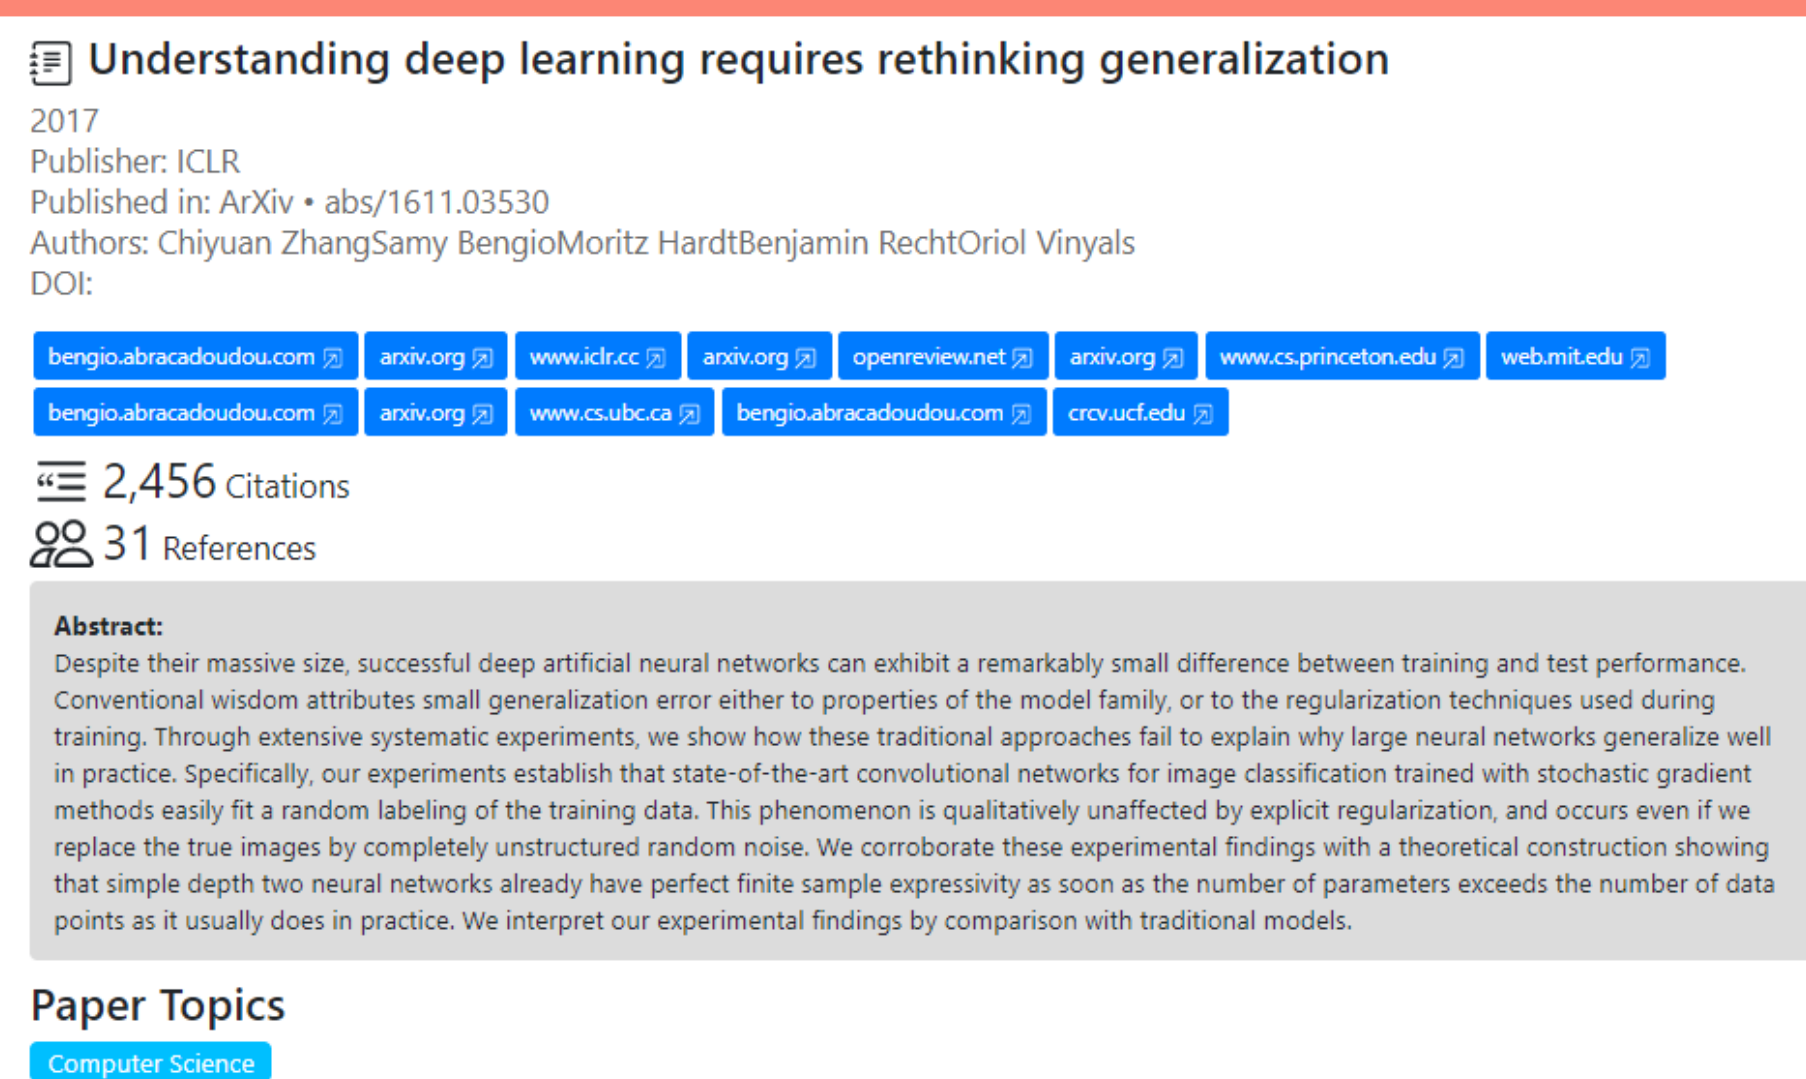 Understanding deep learning requires rethinking generalization
2017
Publisher: ICLR
Published in: ArXiv • abs/1611.03530
Authors: Chiyuan ZhangSamy BengioMoritz HardtBenjamin RechtOriol Vinyals
DOI:
bengio.abracadoudou.com arxiv.org www.iclr.cc arxiv.org openreview.net arxiv.org www.cs.princeton.edu web.mit.edu
bengio.abracadoudou.com arxiv.org www.cs.ubc.ca bengio.abracadoudou.com crcv.ucf.edu
2,456 Citations
31 References
Abstract:
Despite their massive size, successful deep artificial neural networks can exhibit a remarkably small difference between training and test performance.
Conventional wisdom attributes small generalization error either to properties of the model family, or to the regularization techniques used during
training. Through extensive systematic experiments, we show how these traditional approaches fail to explain why large neural networks generalize well
in practice. Specifically, our experiments establish that state-of-the-art convolutional networks for image classification trained with stochastic gradient
methods easily fit a random labeling of the training data. This phenomenon is qualitatively unaffected by explicit regularization, and occurs even if we
replace the true images by completely unstructured random noise. We corroborate these experimental findings with a theoretical construction showing
that simple depth two neural networks already have perfect finite sample expressivity as soon as the number of parameters exceeds the number of data
points as it usually does in practice. We interpret our experimental findings by comparison with traditional models.
Paper Topics
Computer Science